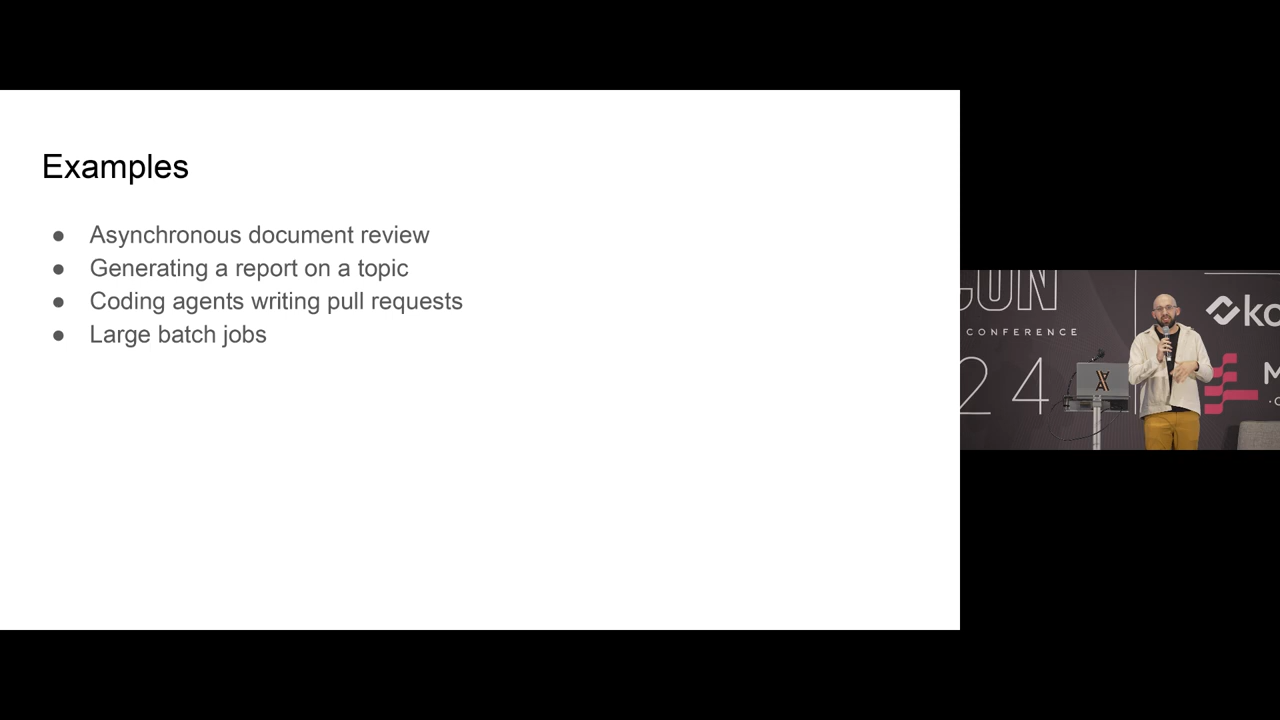 Examples
● Asynchronous document review
● Generating a report on a topic
● Coding agents writing pull requests
● Large batch jobs
CONFERENCE
24